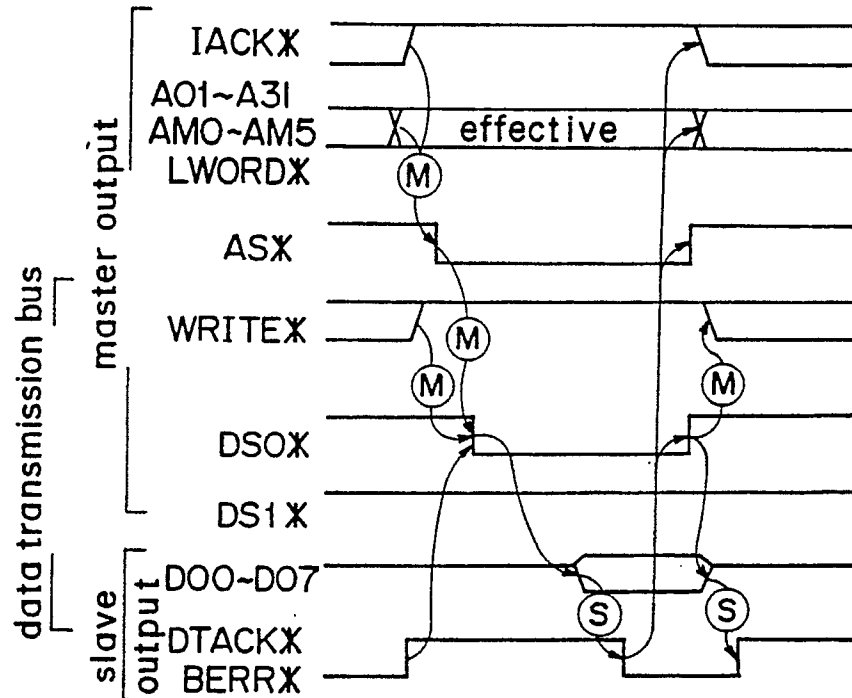 data transmission bus
master output
slave output
IACK*
A01~A31
AM0~AM5
LWORD*
effective
M
AS*
M
WRITE*
M
M
DS0*
DS1*
D00~D07
S
S
DTACK*
BERR*